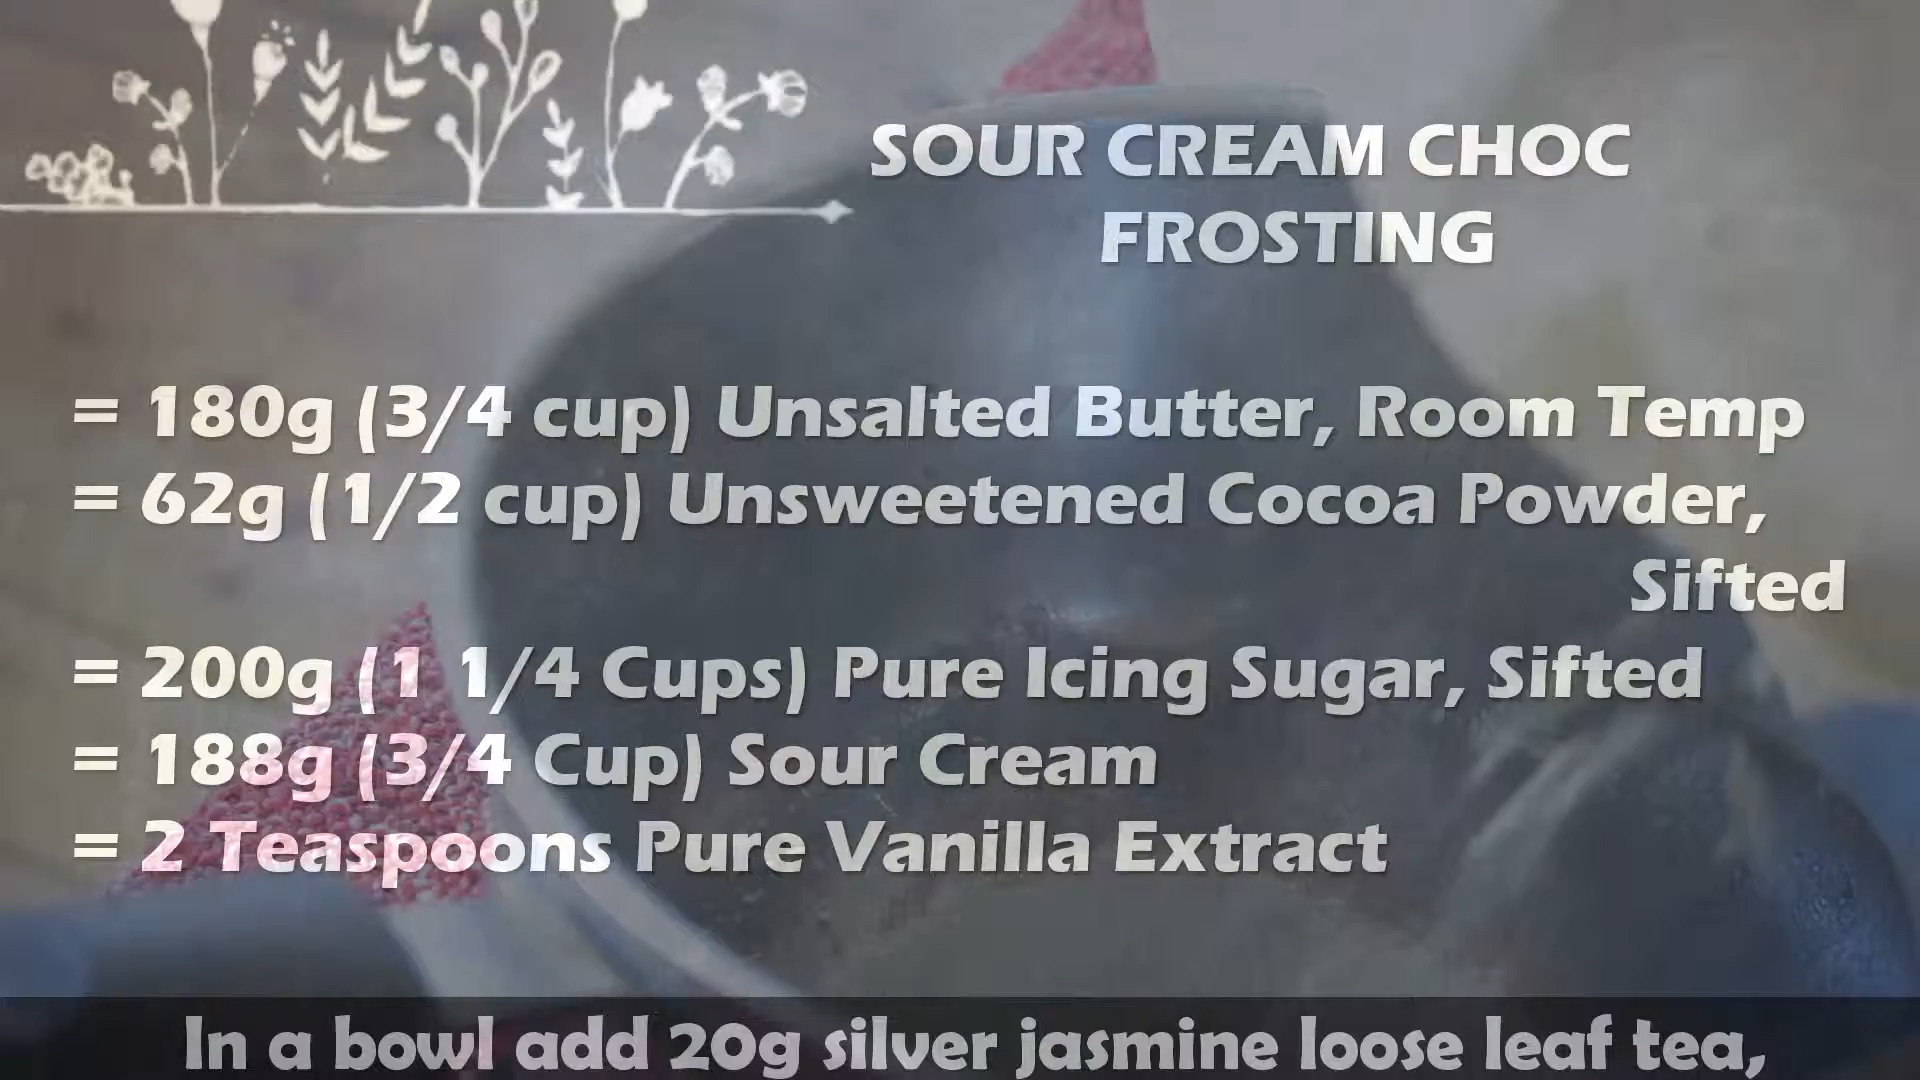 SOUR CREAM CHOC
FROSTING
= 180g (3/4 cup) Unsalted Butter, Room Temp
= 62g (1/2 cup) Unsweetened Cocoa Powder,
Sifted
= 200g (1 1/4 Cups) Pure Icing Sugar, Sifted
= 188g (3/4 Cup) Sour Cream
= 2 Teaspoons Pure Vanilla Extract
In a bowl add 20g silver jasmine loose leaf tea,